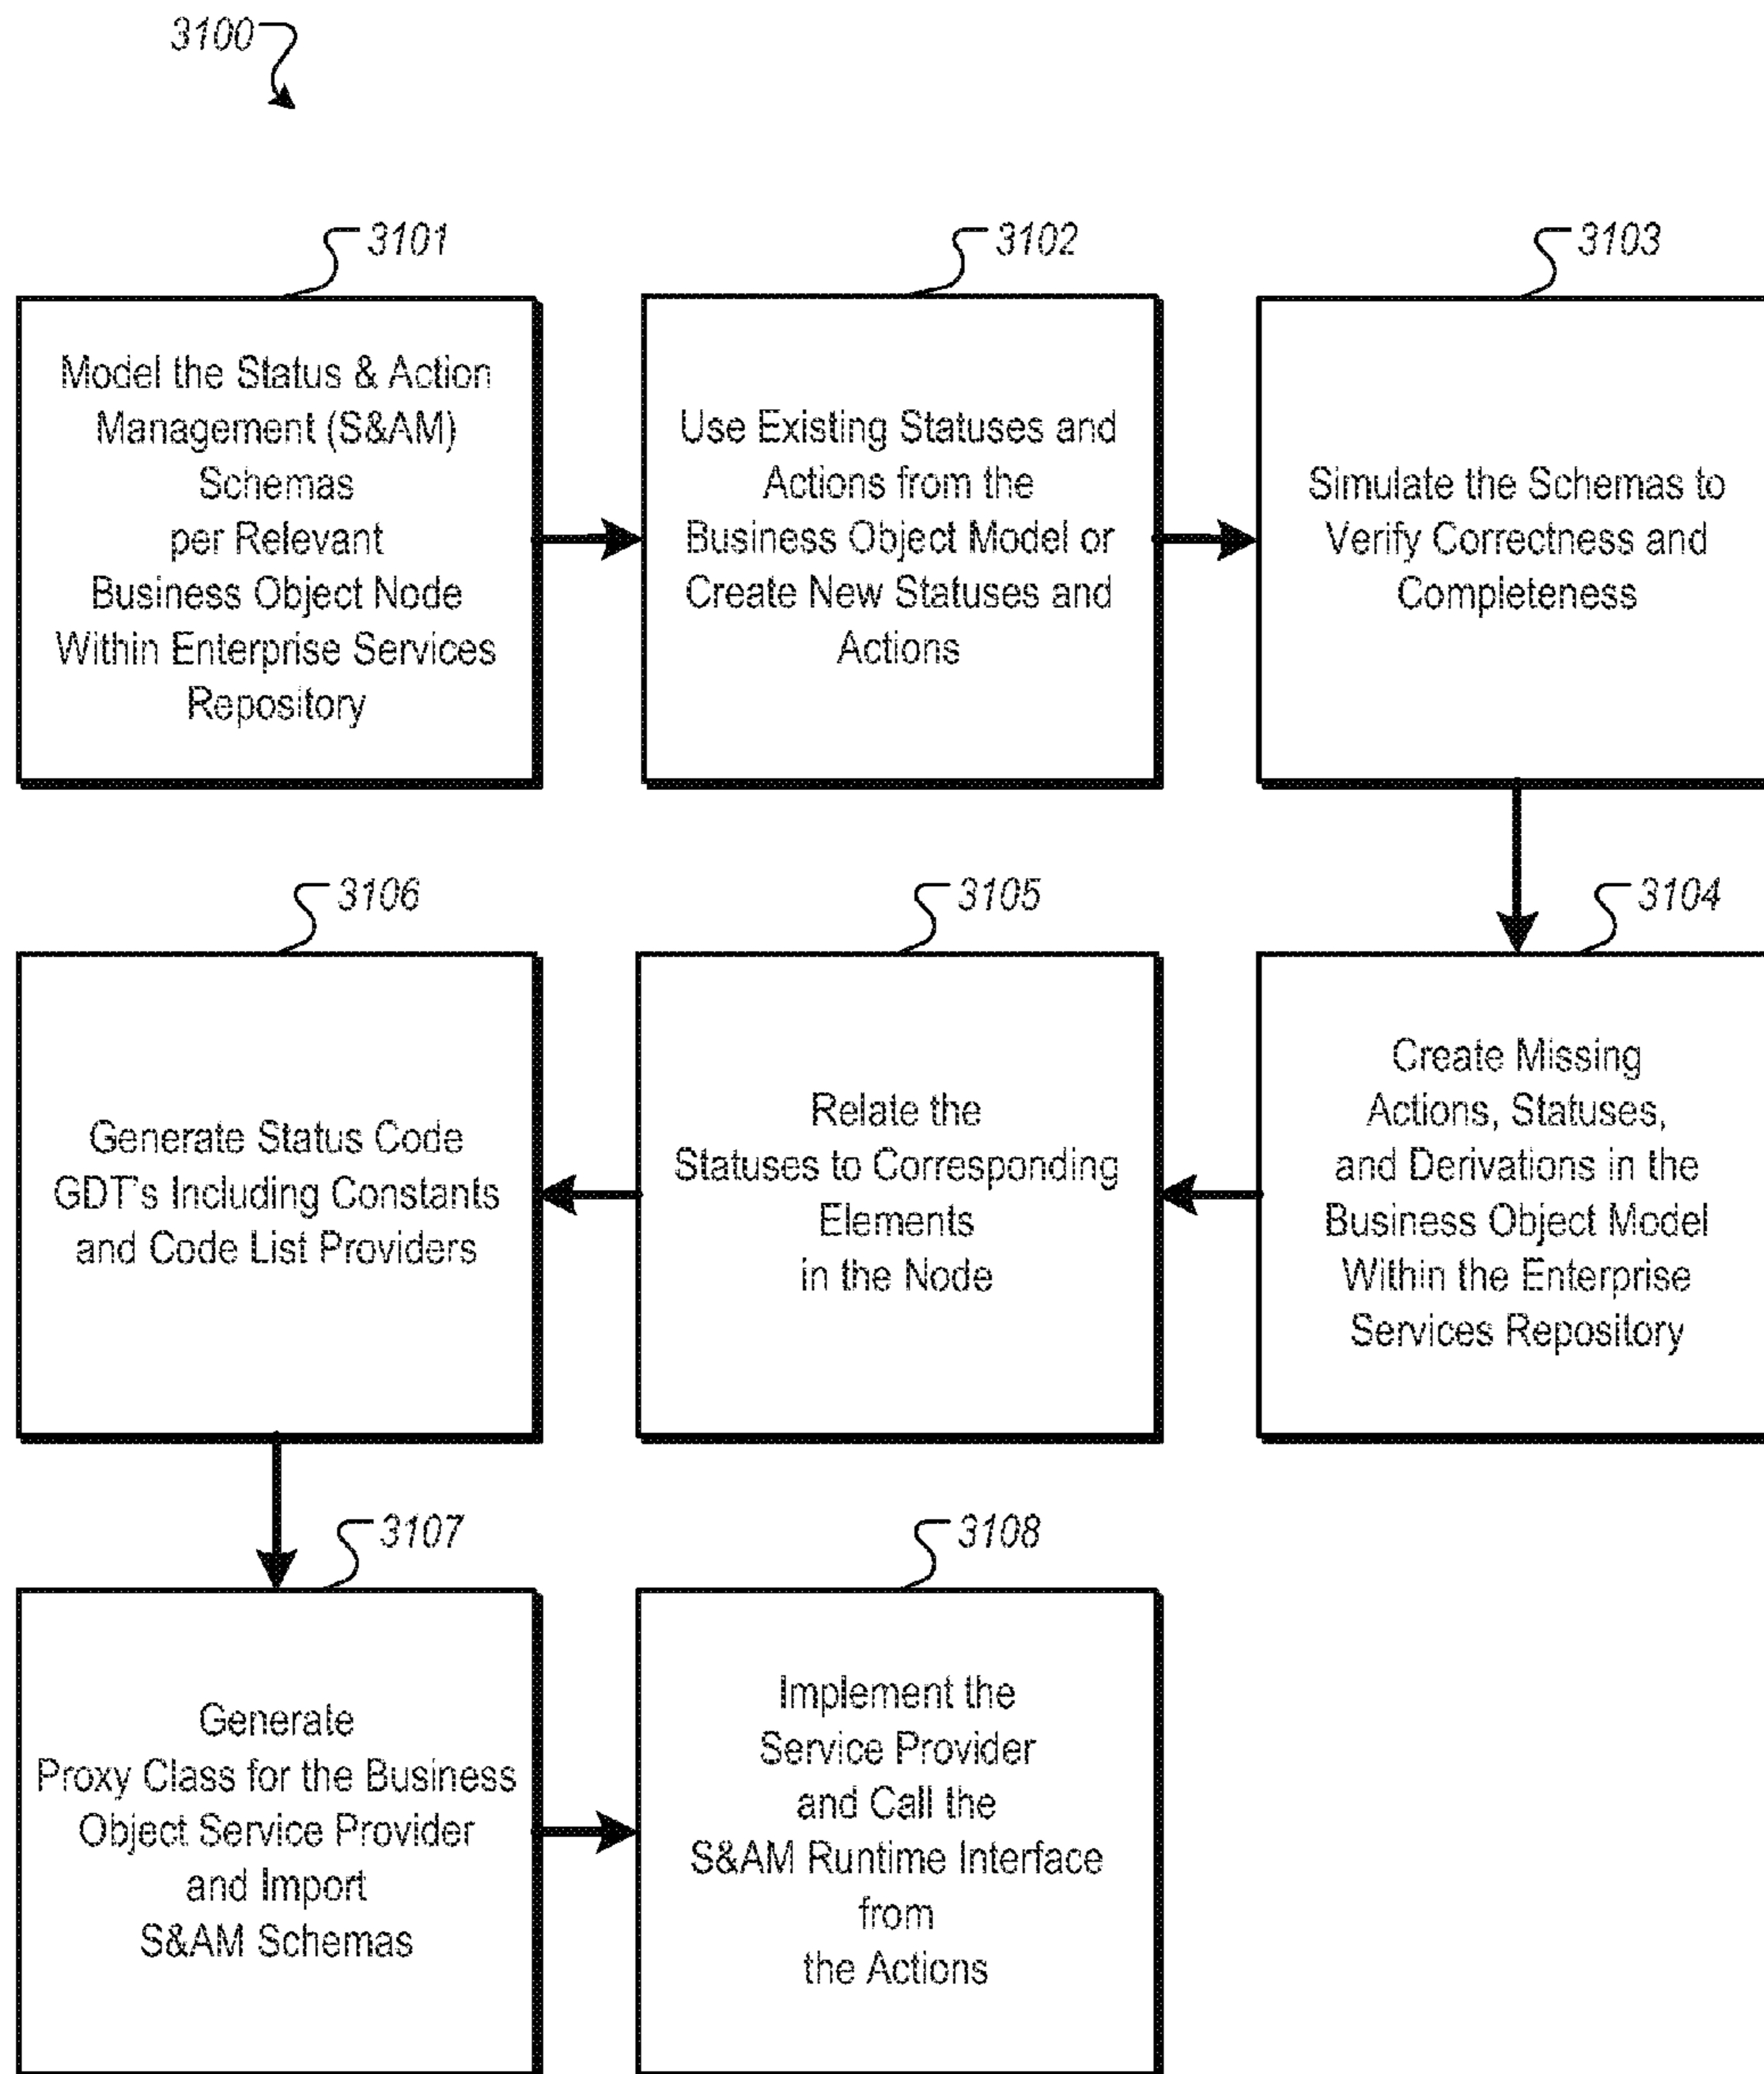 3100
3101
Model the Status & Action
Management (S&AM)
Schemas
per Relevant
Business Object Node
Within Enterprise Services
Repository
3102
Use Existing Statuses and
Actions from the
Business Object Model or
Create New Statuses and
Actions
3103
Simulate the Schemas to
Verify Correctness and
Completeness
3104
Create Missing
Actions, Statuses,
and Derivations in the
Business Object Model
Within the Enterprise
Services Repository
3105
Relate the
Statuses to Corresponding
Elements
in the Node
3106
Generate Status Code
GDT's Including Constants
and Code List Providers
3107
Generate
Proxy Class for the Business
Object Service Provider
and Import
S&AM Schemas
3108
Implement the
Service Provider
and Call the
S&AM Runtime Interface
from
the Actions